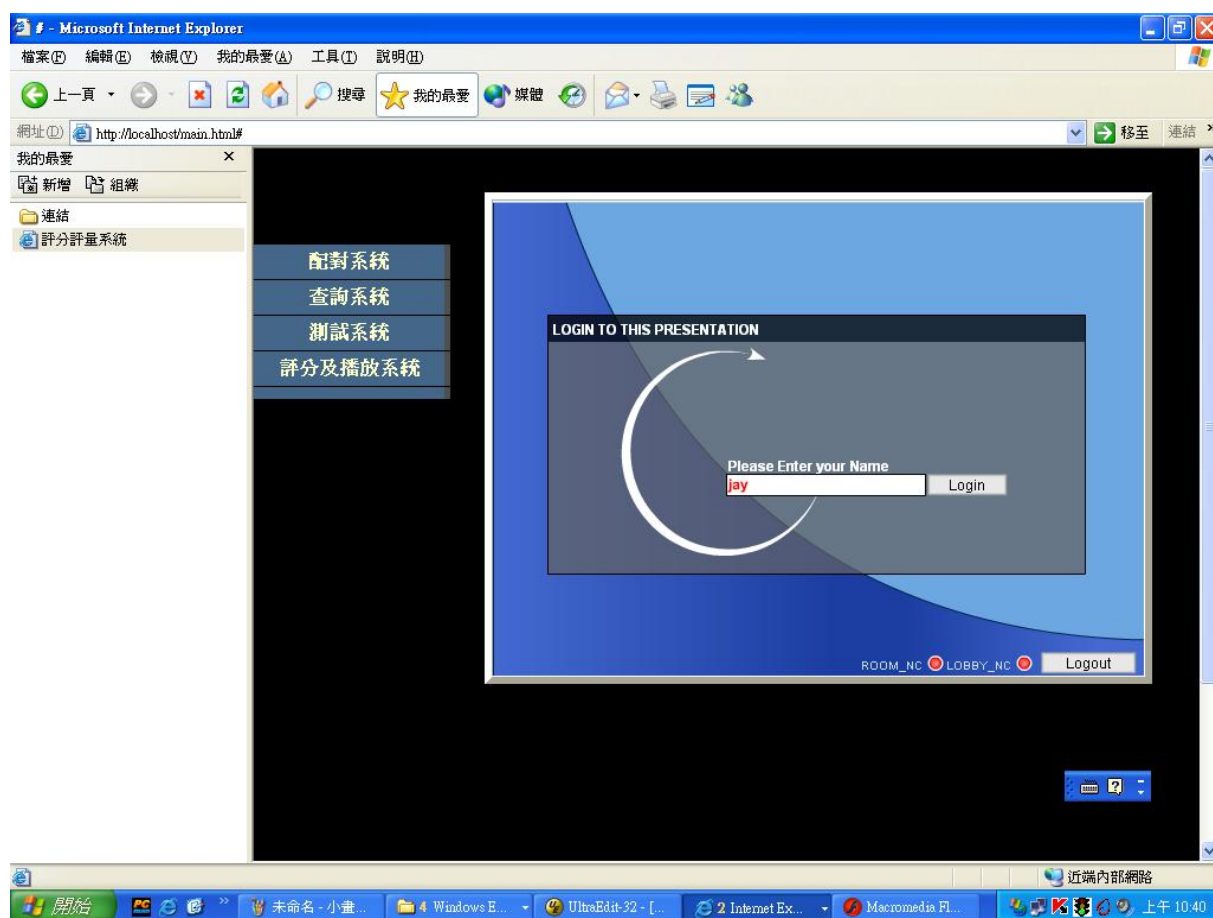 - Microsoft Internet Explorer
檔案(F) 編輯(E) 檢視(V) 我的最愛(A) 工具(T) 說明(H)
上一頁 搜尋 我的最愛 媒體
網址(D) http://localhost/main.html# 移至 連結 »
我的最愛 ×
新增 組織
連結
評分評量系統
配對系統
查詢系統
測試系統
評分及播放系統
LOGIN TO THIS PRESENTATION
Please Enter your Name
jay Login
ROOM_NC LOBBY_NC Logout
近端內部網路
開始 » 未命名 - 小畫... 4 Windows E... UltraEdit-32 - [... 2 Internet Ex... Macromedia Fl... 上午 10:40